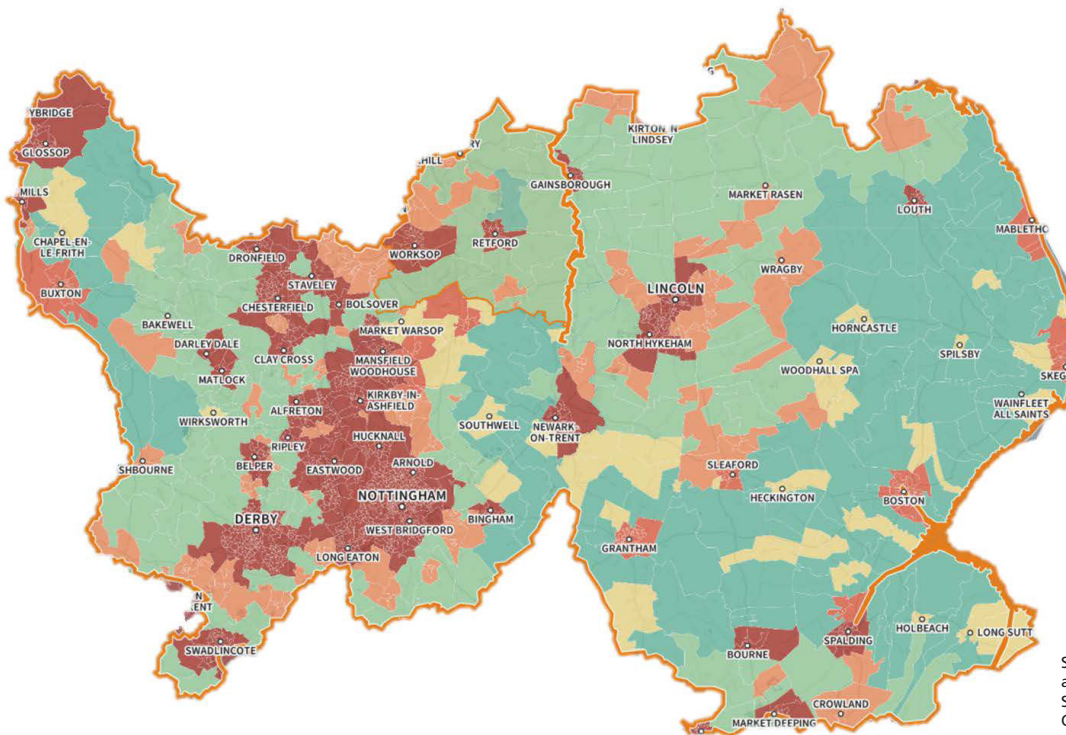 YBRIDGE
GLOSSOP
MILLS
CHAPEL-EN-
LE-FRITH
BUXTON
DRONFIELD
STAVELEY
CHESTERFIELD
BOLSOVER
BAKEWELL
DARLEY DALE
MATLOCK
CLAY CROSS
HILL
RY
WORKSOP
RETFORD
MARKET WARSOP
MANSFIELD
WOODHOUSE
KIRKBY-IN-
ASHFIELD
ALFRETON
WIRKSWORTH
RIPLEY
HUCKNALL
SHBOURNE
BELPER
EASTWOOD
ARNOLD
NOTTINGHAM
DERBY
WEST BRIDGFORD
LONG EATON
BINGHAM
SOUTHWELL
NEWARK-
ON-TRENT
N
ENT
SWADLINCOTE
G
KIRTON IN
LINDSEY
GAINSBOROUGH
MARKET RASEN
LOUTH
MABLETHO
LINCOLN
WRAGBY
NORTH HYKEHAM
HORNCASTLE
SPILSBY
WOODHALL SPA
SKEG
WAINFLEET
ALL SAINTS
SLEAFORD
HECKINGTON
BOSTON
GRANTHAM
BOURNE
SPALDING
HOLBEACH
LONG SUTT
CROWLAND
MARKET DEEPING
S
a
S